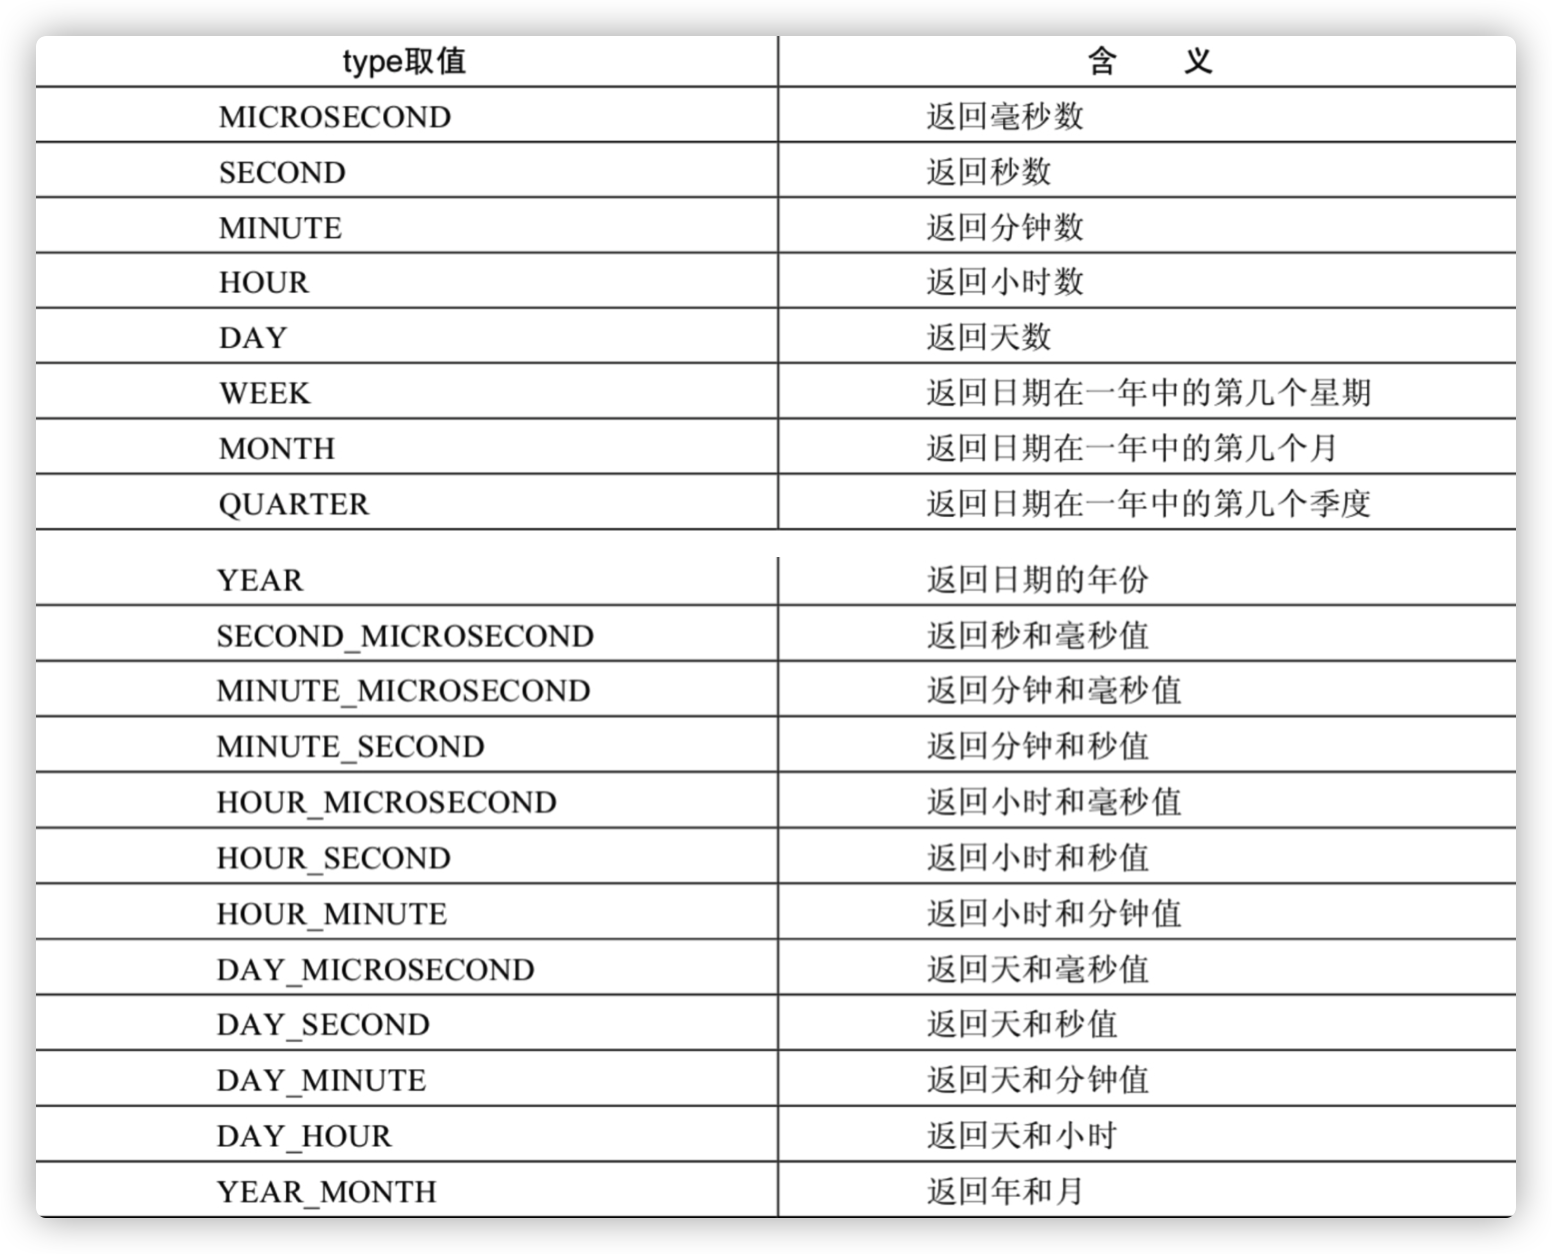 type取值 含 义
MICROSECOND 返回毫秒数
SECOND 返回秒数
MINUTE 返回分钟数
HOUR 返回小时数
DAY 返回天数
WEEK 返回日期在一年中的第几个星期
MONTH 返回日期在一年中的第几个月
QUARTER 返回日期在一年中的第几个季度
YEAR 返回日期的年份
SECOND_MICROSECOND 返回秒和毫秒值
MINUTE_MICROSECOND 返回分钟和毫秒值
MINUTE_SECOND 返回分钟和秒值
HOUR_MICROSECOND 返回小时和毫秒值
HOUR_SECOND 返回小时和秒值
HOUR_MINUTE 返回小时和分钟值
DAY_MICROSECOND 返回天和毫秒值
DAY_SECOND 返回天和秒值
DAY_MINUTE 返回天和分钟值
DAY_HOUR 返回天和小时
YEAR_MONTH 返回年和月